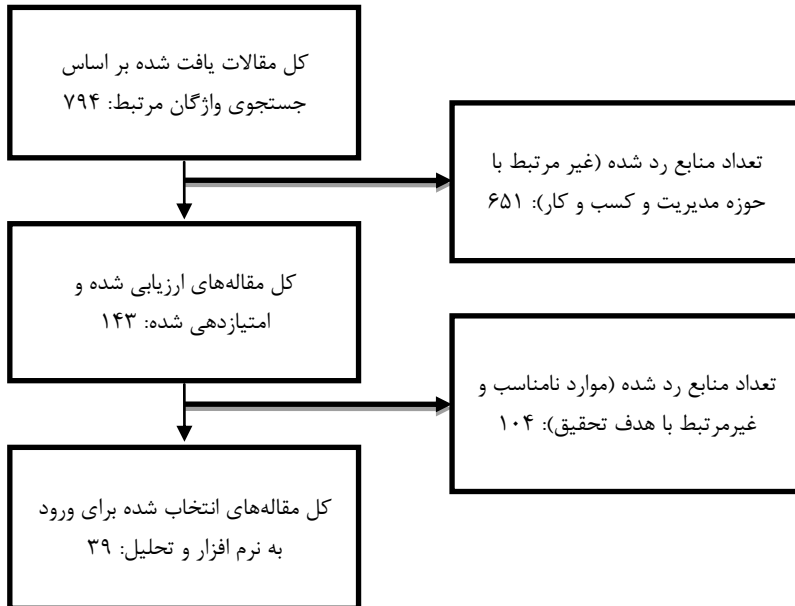 کل مقالات یافت شده بر اساس
جستجوی واژگان مرتبط: ۷۹۴
تعداد منابع رد شده (غیر مرتبط با
حوزه مدیریت و کسب و کار): ۶۵۱
کل مقاله‌های ارزیابی شده و
امتیازدهی شده: ۱۴۳
تعداد منابع رد شده (موارد نامناسب و
غیرمرتبط با هدف تحقیق): ۱۰۴
کل مقاله‌های انتخاب شده برای ورود
به نرم افزار و تحلیل: ۳۹